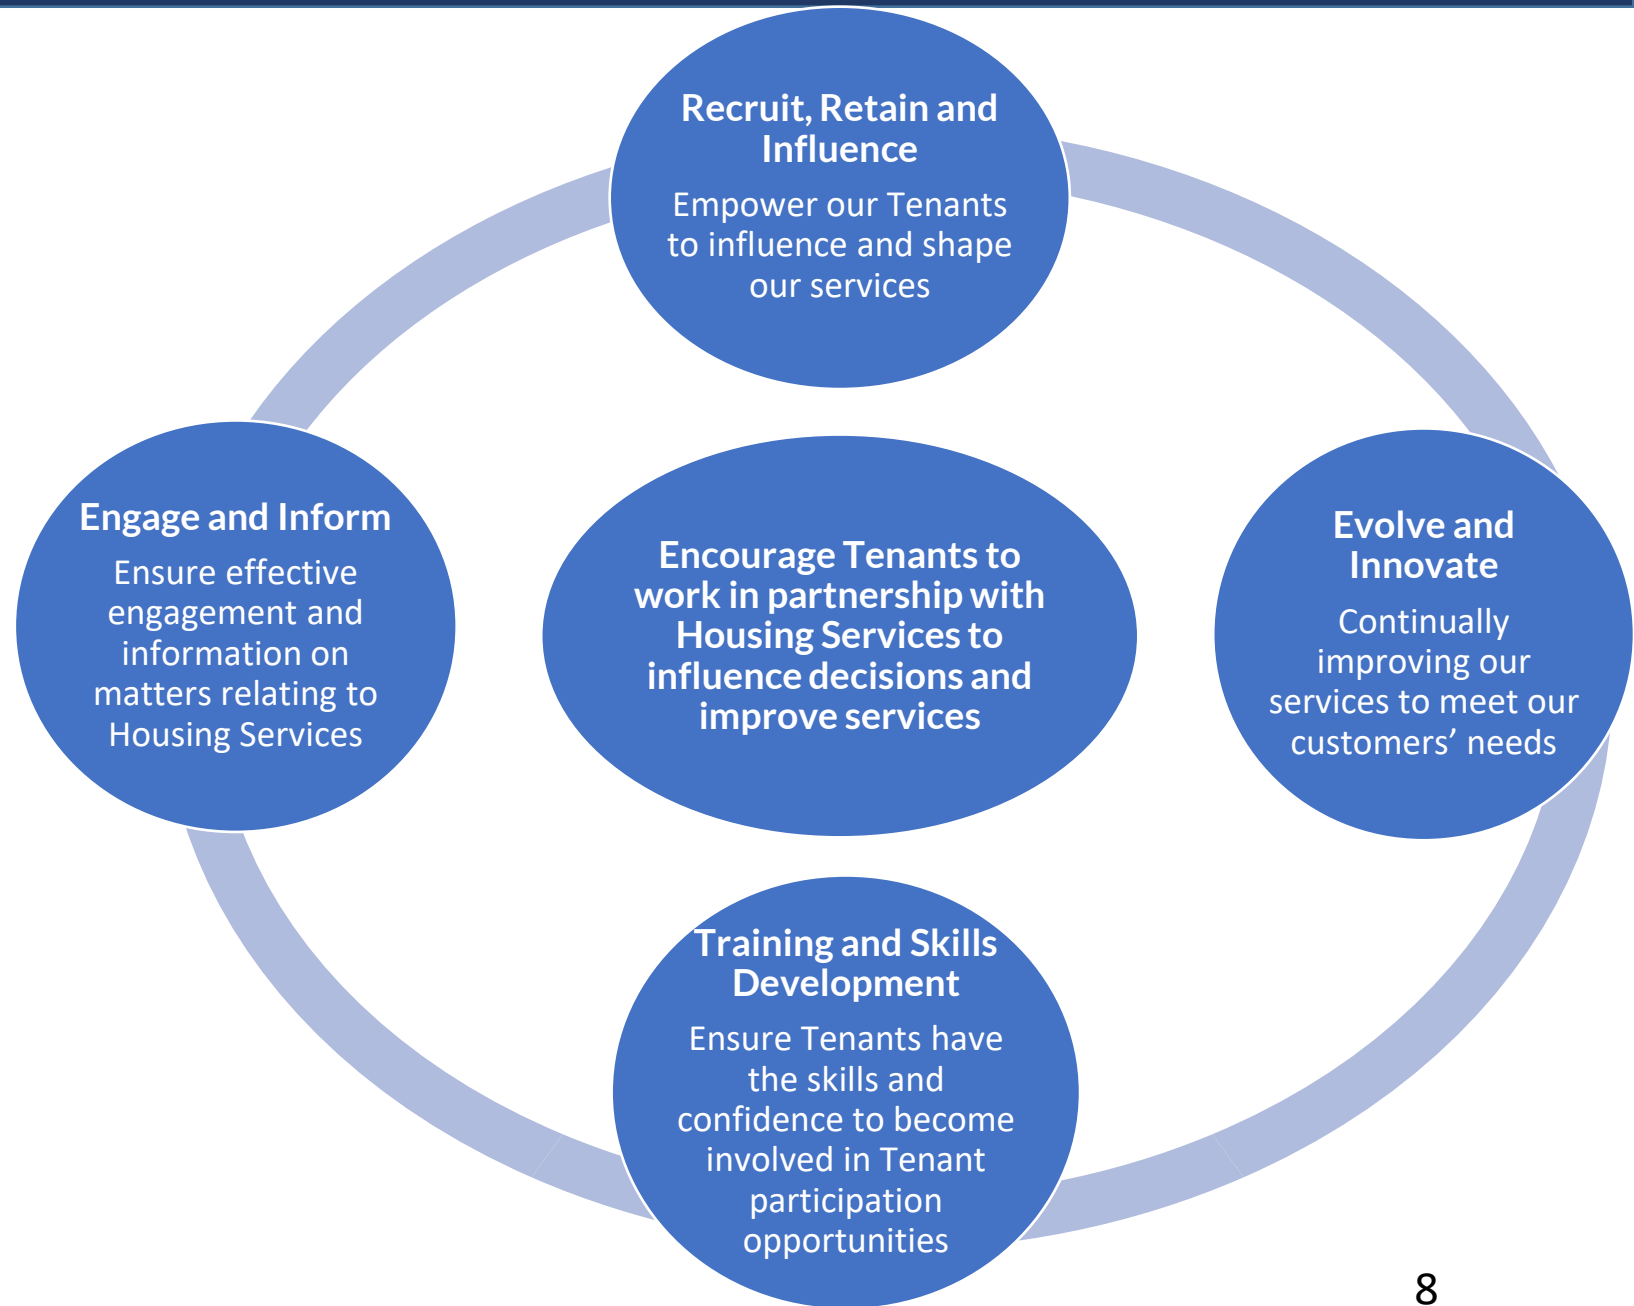 Recruit, Retain and
Influence
Empower our Tenants
to influence and shape
our services
Engage and Inform
Ensure effective
engagement and
information on
matters relating to
Housing Services
Encourage Tenants to
work in partnership with
Housing Services to
influence decisions and
improve services
Evolve and
Innovate
Continually
improving our
services to meet our
customers’ needs
Training and Skills
Development
Ensure Tenants have
the skills and
confidence to become
involved in Tenant
participation
opportunities
8